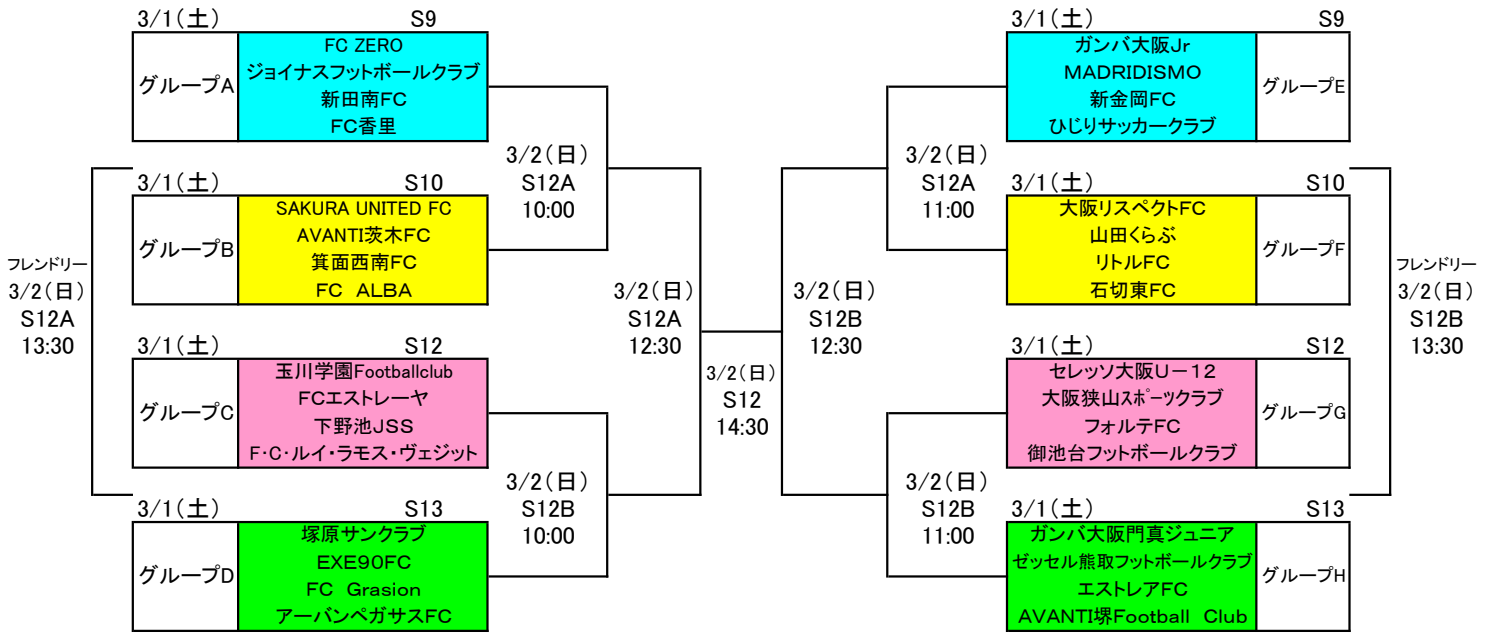 3/1(土) S9
グループA
FC ZERO
ジョイナスフットボールクラブ
新田南FC
FC香里
3/1(土) S10
グループB
SAKURA UNITED FC
AVANTI茨木FC
箕面西南FC
FC　ALBA
3/1(土) S12
グループC
玉川学園Footballclub
FCエストレーヤ
下野池JSS
F・C・ルイ・ラモス・ヴェジット
3/1(土) S13
グループD
塚原サンクラブ
EXE90FC
FC　Grasion
アーバンペガサスFC
フレンドリー
3/2(日)
S12A
13:30
3/2(日)
S12A
10:00
3/2(日)
S12B
10:00
3/2(日)
S12A
12:30
3/2(日)
S12
14:30
3/2(日)
S12B
12:30
3/2(日)
S12A
11:00
3/2(日)
S12B
11:00
3/1(土) S9
ガンバ大阪Jr
MADRIDISMO
新金岡FC
ひじりサッカークラブ
グループE
3/1(土) S10
大阪リスペクトFC
山田くらぶ
リトルFC
石切東FC
グループF
3/1(土) S12
セレッソ大阪U－12
大阪狭山ｽﾎﾟｰﾂクラブ
フォルテFC
御池台フットボールクラブ
グループG
3/1(土) S13
ガンバ大阪門真ジュニア
ゼッセル熊取フットボールクラブ
エストレアFC
AVANTI堺Football　Club
グループH
フレンドリー
3/2(日)
S12B
13:30